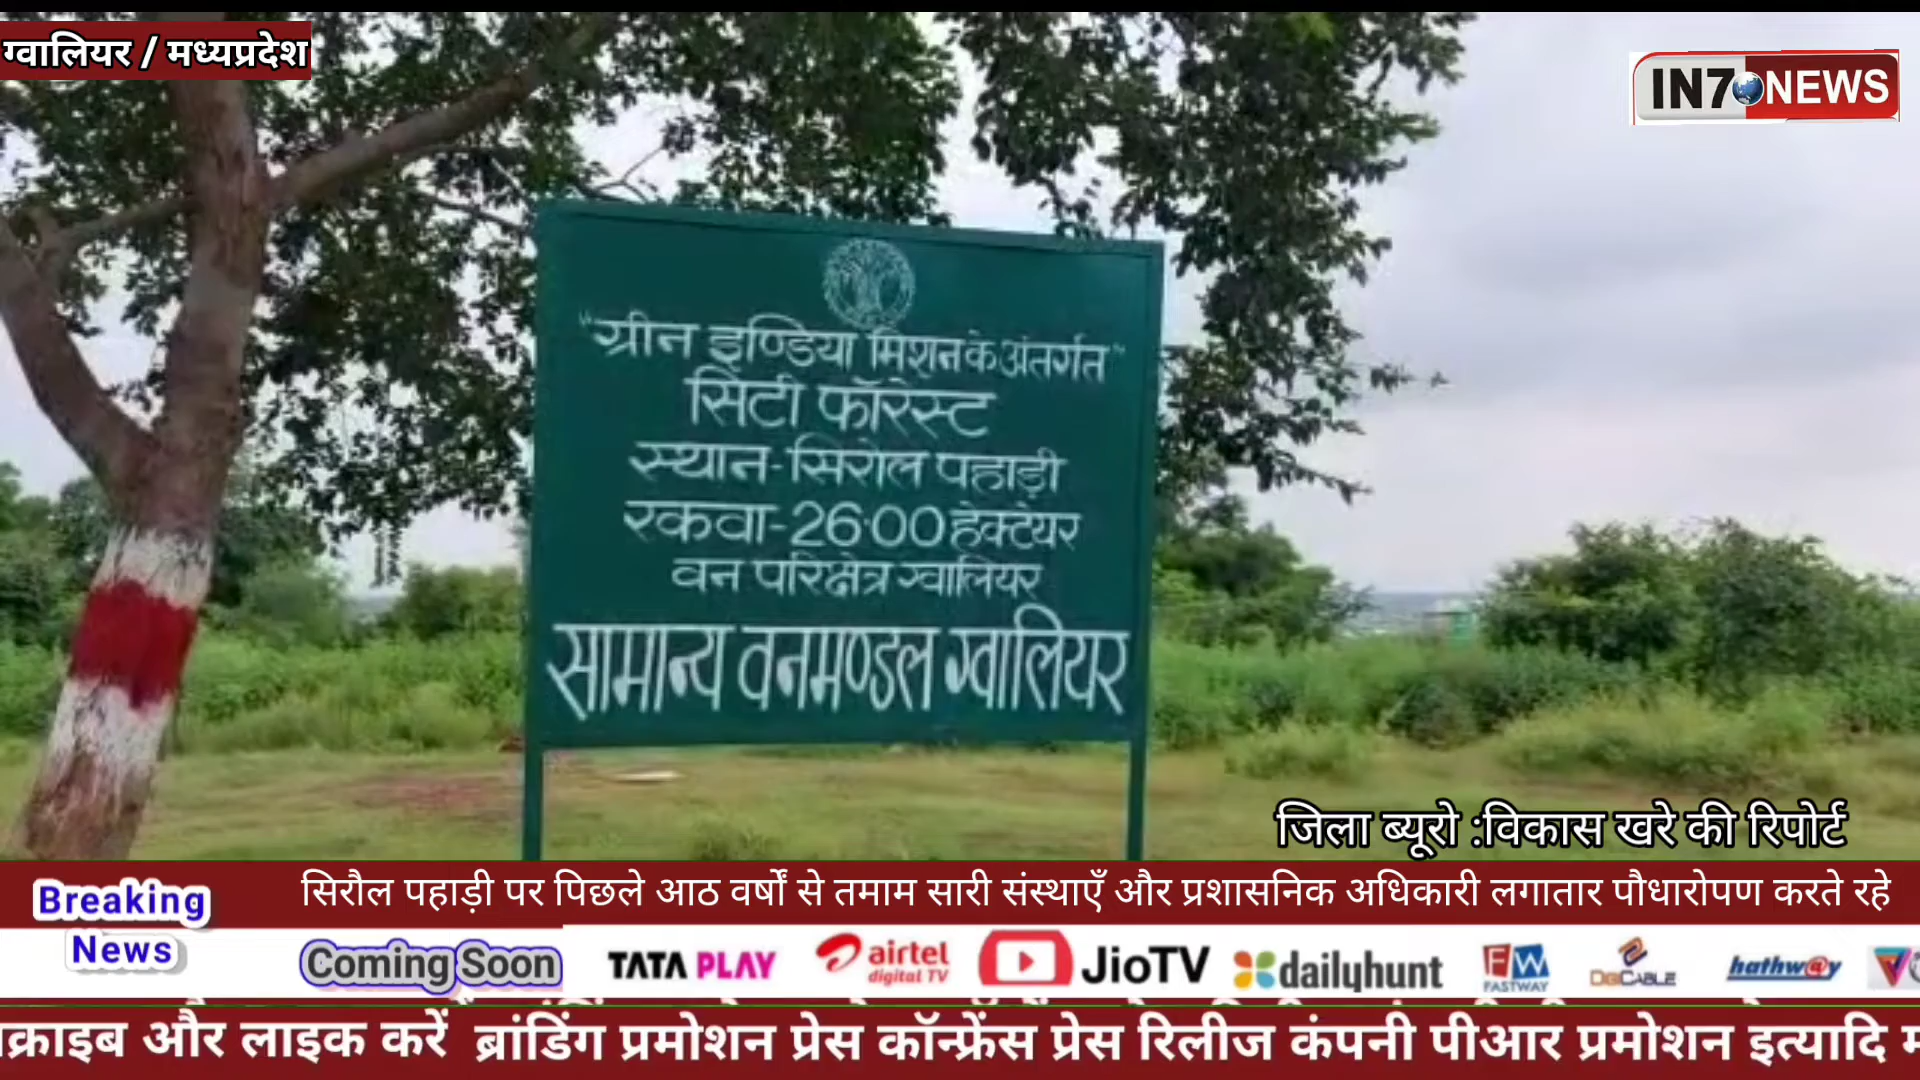 ग्वालियर / मध्यप्रदेश
IN7 NEWS
"ग्रीन इण्डिया मिशन के अंतर्गत"
सिटी फॉरेस्ट
स्थान-सिरोल पहाड़ी
रकवा-26.00 हेक्टेयर
वन परिक्षेत्र ग्वालियर
सामान्य वनमण्डल ग्वालियर
जिला ब्यूरो :विकास खरे की रिपोर्ट
Breaking
News
सिरौल पहाड़ी पर पिछले आठ वर्षों से तमाम सारी संस्थाएँ और प्रशासनिक अधिकारी लगातार पौधारोपण करते रहे
Coming Soon
TATA PLAY
airtel
digital TV
JioTV
dailyhunt
FW
FASTWAY
DIGICABLE
hathway
और लाइक करें ब्रांडिंग प्रमोशन प्रेस कॉन्फ्रेंस प्रेस रिलीज कंपनी पीआर प्रमोशन इत्यादि